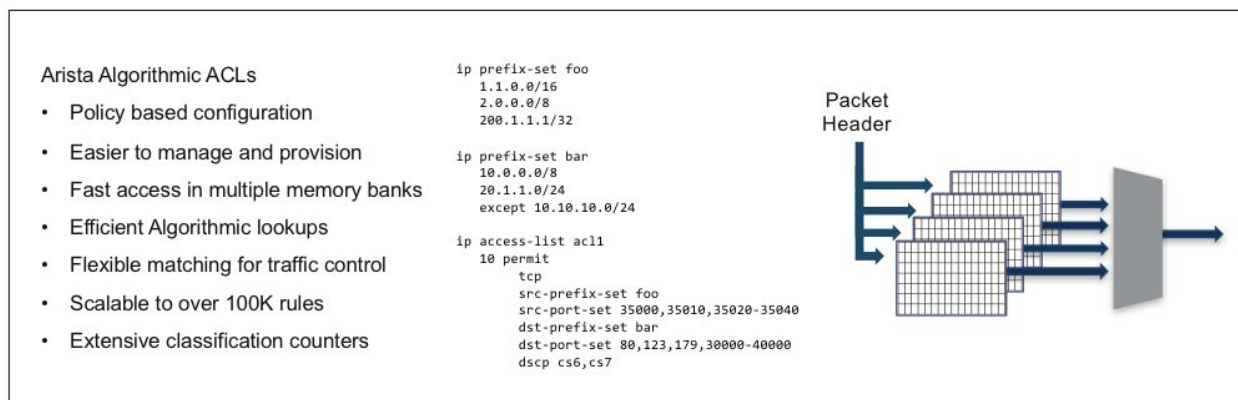 Arista Algorithmic ACLs
• Policy based configuration
• Easier to manage and provision
• Fast access in multiple memory banks
• Efficient Algorithmic lookups
• Flexible matching for traffic control
• Scalable to over 100K rules
• Extensive classification counters
ip prefix-set foo
1.1.0.0/16
2.0.0.0/8
200.1.1.1/32
ip prefix-set bar
10.0.0.0/8
20.1.1.0/24
except 10.10.10.0/24
ip access-list acl1
10 permit
tcp
src-prefix-set foo
src-port-set 35000,35010,35020-35040
dst-prefix-set bar
dst-port-set 80,123,179,30000-40000
dscp cs6,cs7
Packet
Header